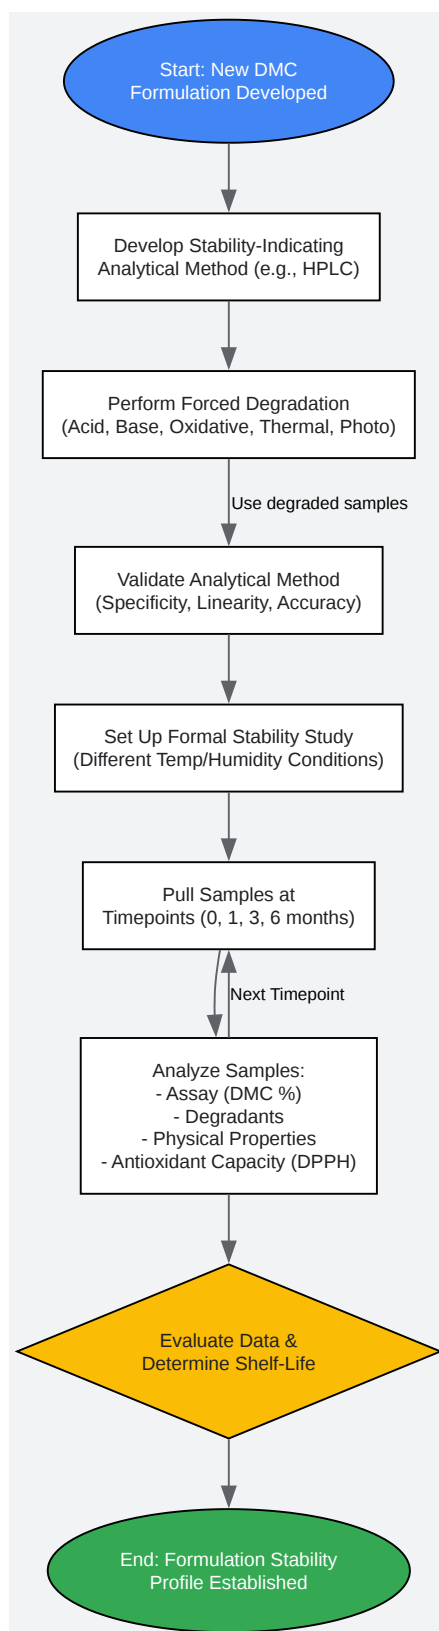 Start: New DMC
Formulation Developed
Develop Stability-Indicating
Analytical Method (e.g., HPLC)
Perform Forced Degradation
(Acid, Base, Oxidative, Thermal, Photo)
Use degraded samples
Validate Analytical Method
(Specificity, Linearity, Accuracy)
Set Up Formal Stability Study
(Different Temp/Humidity Conditions)
Pull Samples at
Timepoints (0, 1, 3, 6 months)
Next Timepoint
Analyze Samples:
- Assay (DMC %)
- Degradants
- Physical Properties
- Antioxidant Capacity (DPPH)
Evaluate Data &
Determine Shelf-Life
End: Formulation Stability
Profile Established